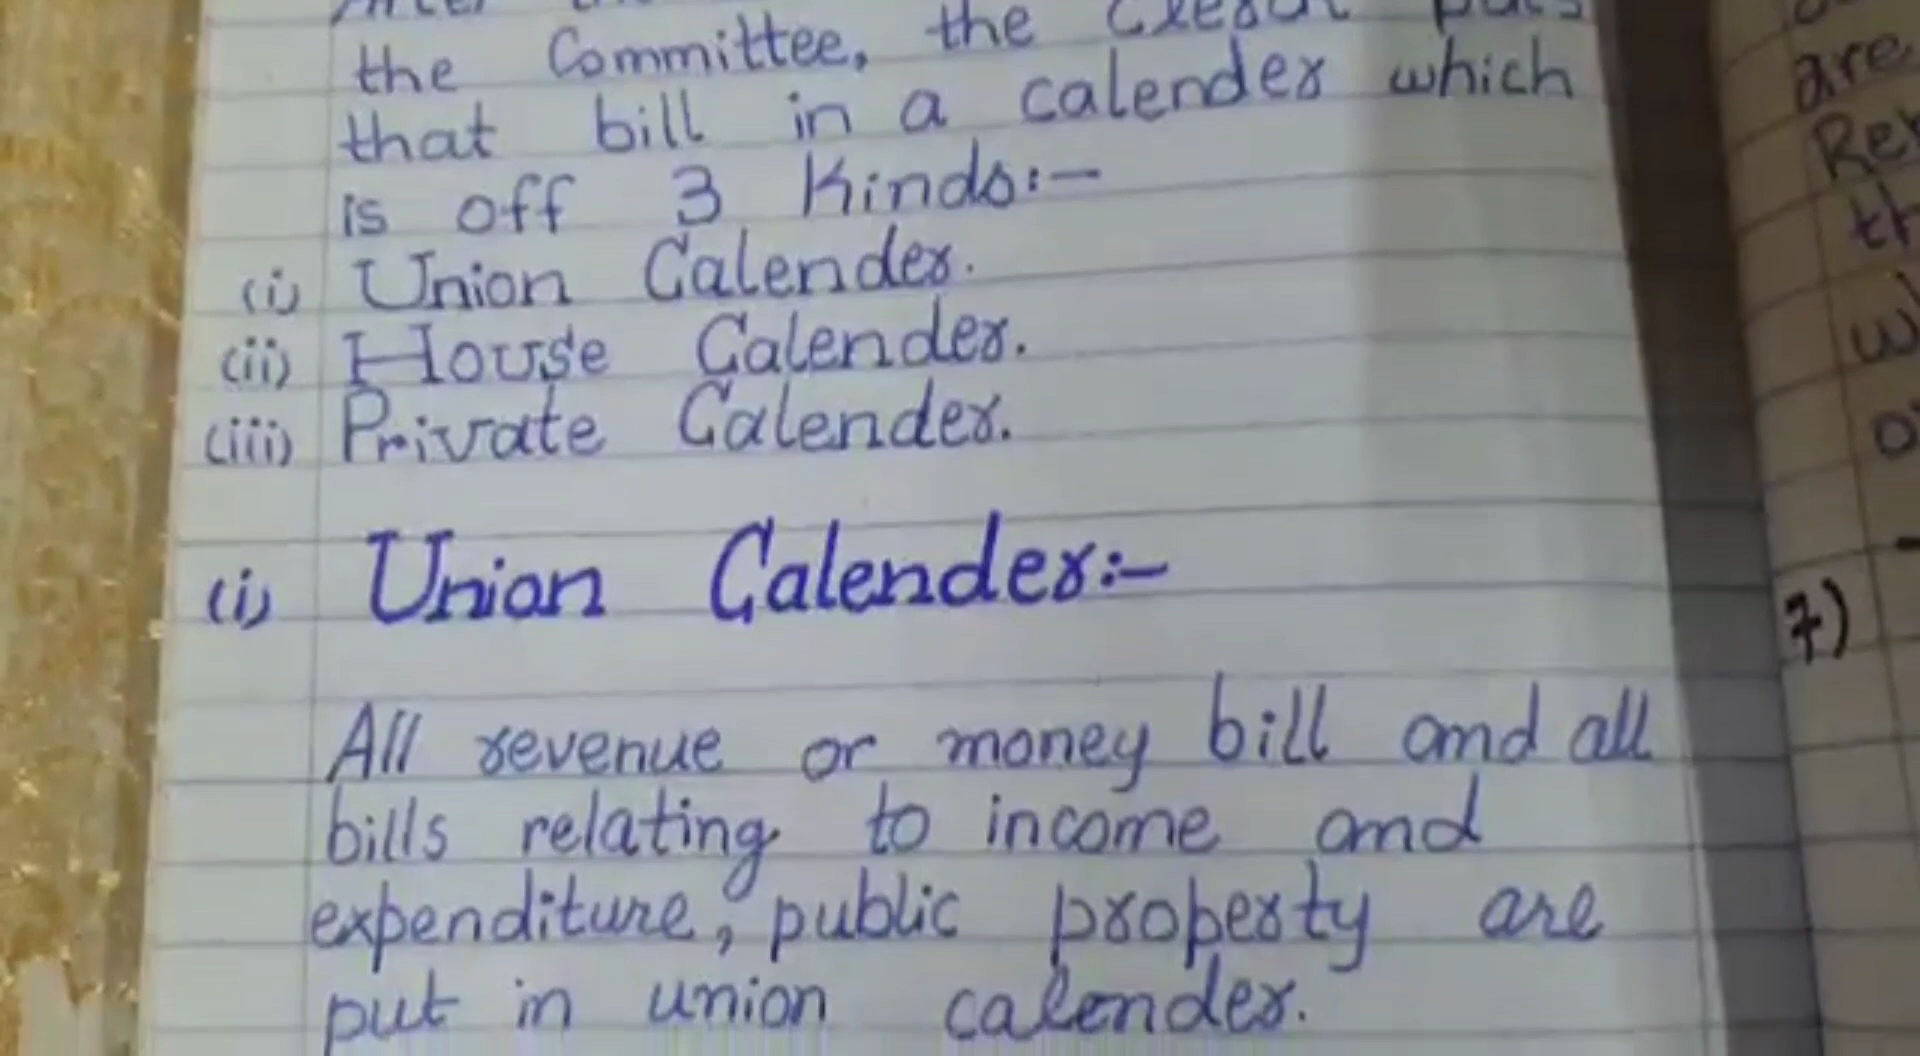 the Committee, the
that bill in a calender which
is off 3 Kinds:-
(i) Union Calender.
(ii) House Calender.
(iii) Private Calender.
(i) Union Calender:-
All revenue or money bill and all
bills relating to income and
expenditure, public property are
put in union calender.
are
7)